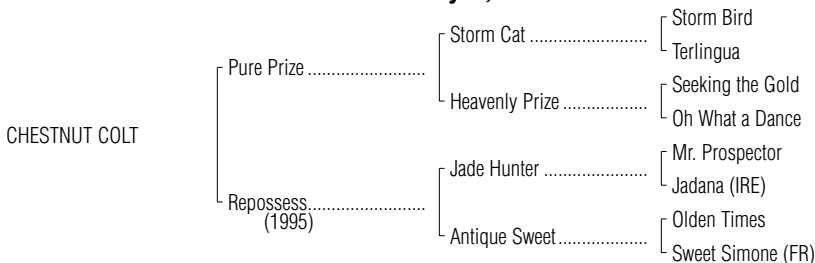 Storm Bird
Storm Cat ........................
Terlingua
Pure Prize .........................
Seeking the Gold
Heavenly Prize ..................
Oh What a Dance
CHESTNUT COLT
Mr. Prospector
Jade Hunter ......................
Jadana (IRE)
Repossess.........................
(1995)
Olden Times
Antique Sweet...................
Sweet Simone (FR)